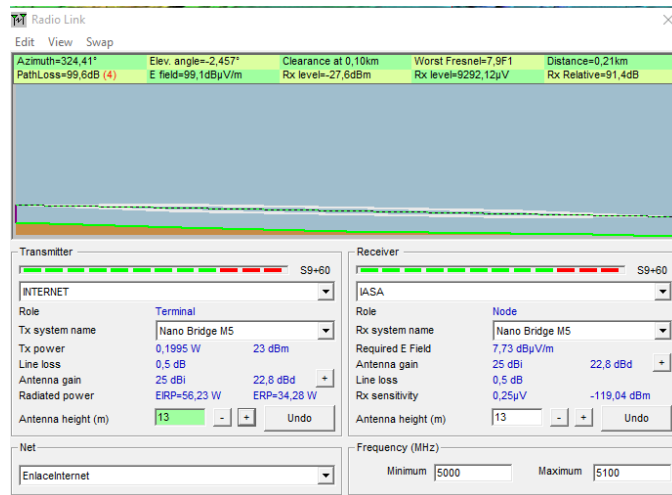 Radio Link
Edit View Swap
Azimuth=324,41° Elev. angle=-2,457° Clearance at 0,10km Worst Fresnel=7,9F1 Distance=0,21km
PathLoss=99,6dB (4) E field=99,1dBµV/m Rx level=-27,6dBm Rx level=9292,12µV Rx Relative=91,4dB
Transmitter
S9+60
INTERNET
Role Terminal
Tx system name Nano Bridge M5
Tx power 0,1995 W 23 dBm
Line loss 0,5 dB
Antenna gain 25 dBi 22,8 dBd +
Radiated power EIRP=56,23 W ERP=34,28 W
Antenna height (m) 13 - + Undo
Receiver
S9+60
IASA
Role Node
Rx system name Nano Bridge M5
Required E Field 7,73 dBµV/m
Antenna gain 25 dBi 22,8 dBd +
Line loss 0,5 dB
Rx sensitivity 0,25µV -119,04 dBm
Antenna height (m) 13 - + Undo
Net
EnlaceInternet
Frequency (MHz)
Minimum 5000 Maximum 5100